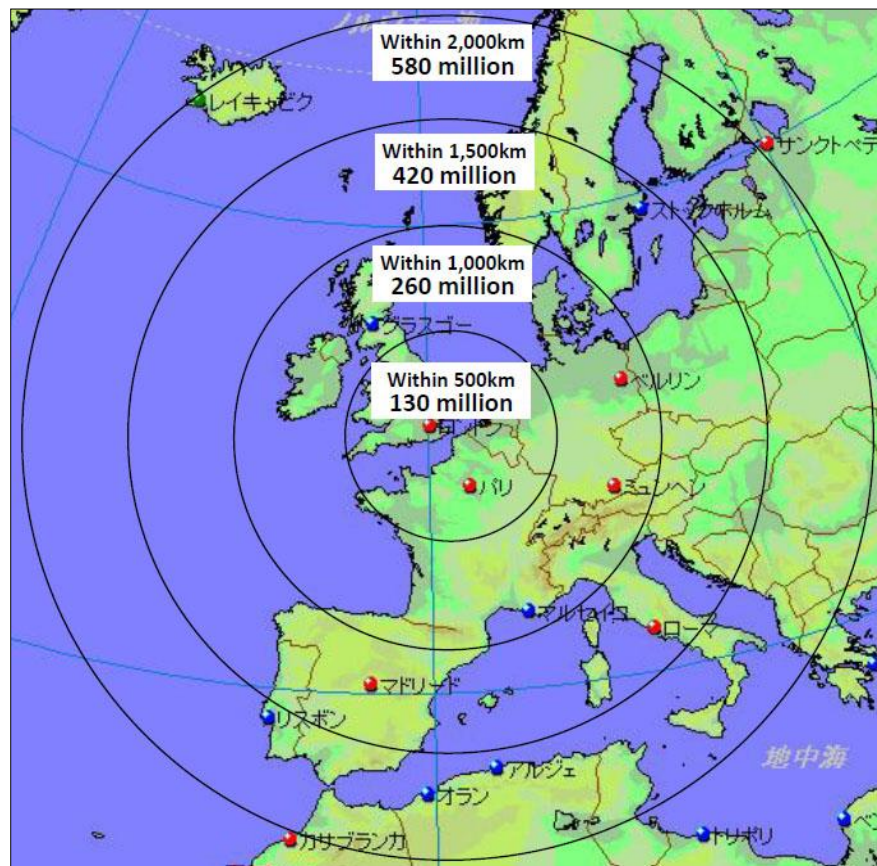 Within 2,000km
580 million
レイキャビク
サンクトペテ
Within 1,500km
420 million
ストックホルム
Within 1,000km
260 million
グラスゴー
Within 500km
130 million
ベルリン
パリ
ミュンヘン
マルセイユ
ローマ
マドリード
リスボン
地中海
アルジェ
オラン
カサブランカ
トリポリ
ベン